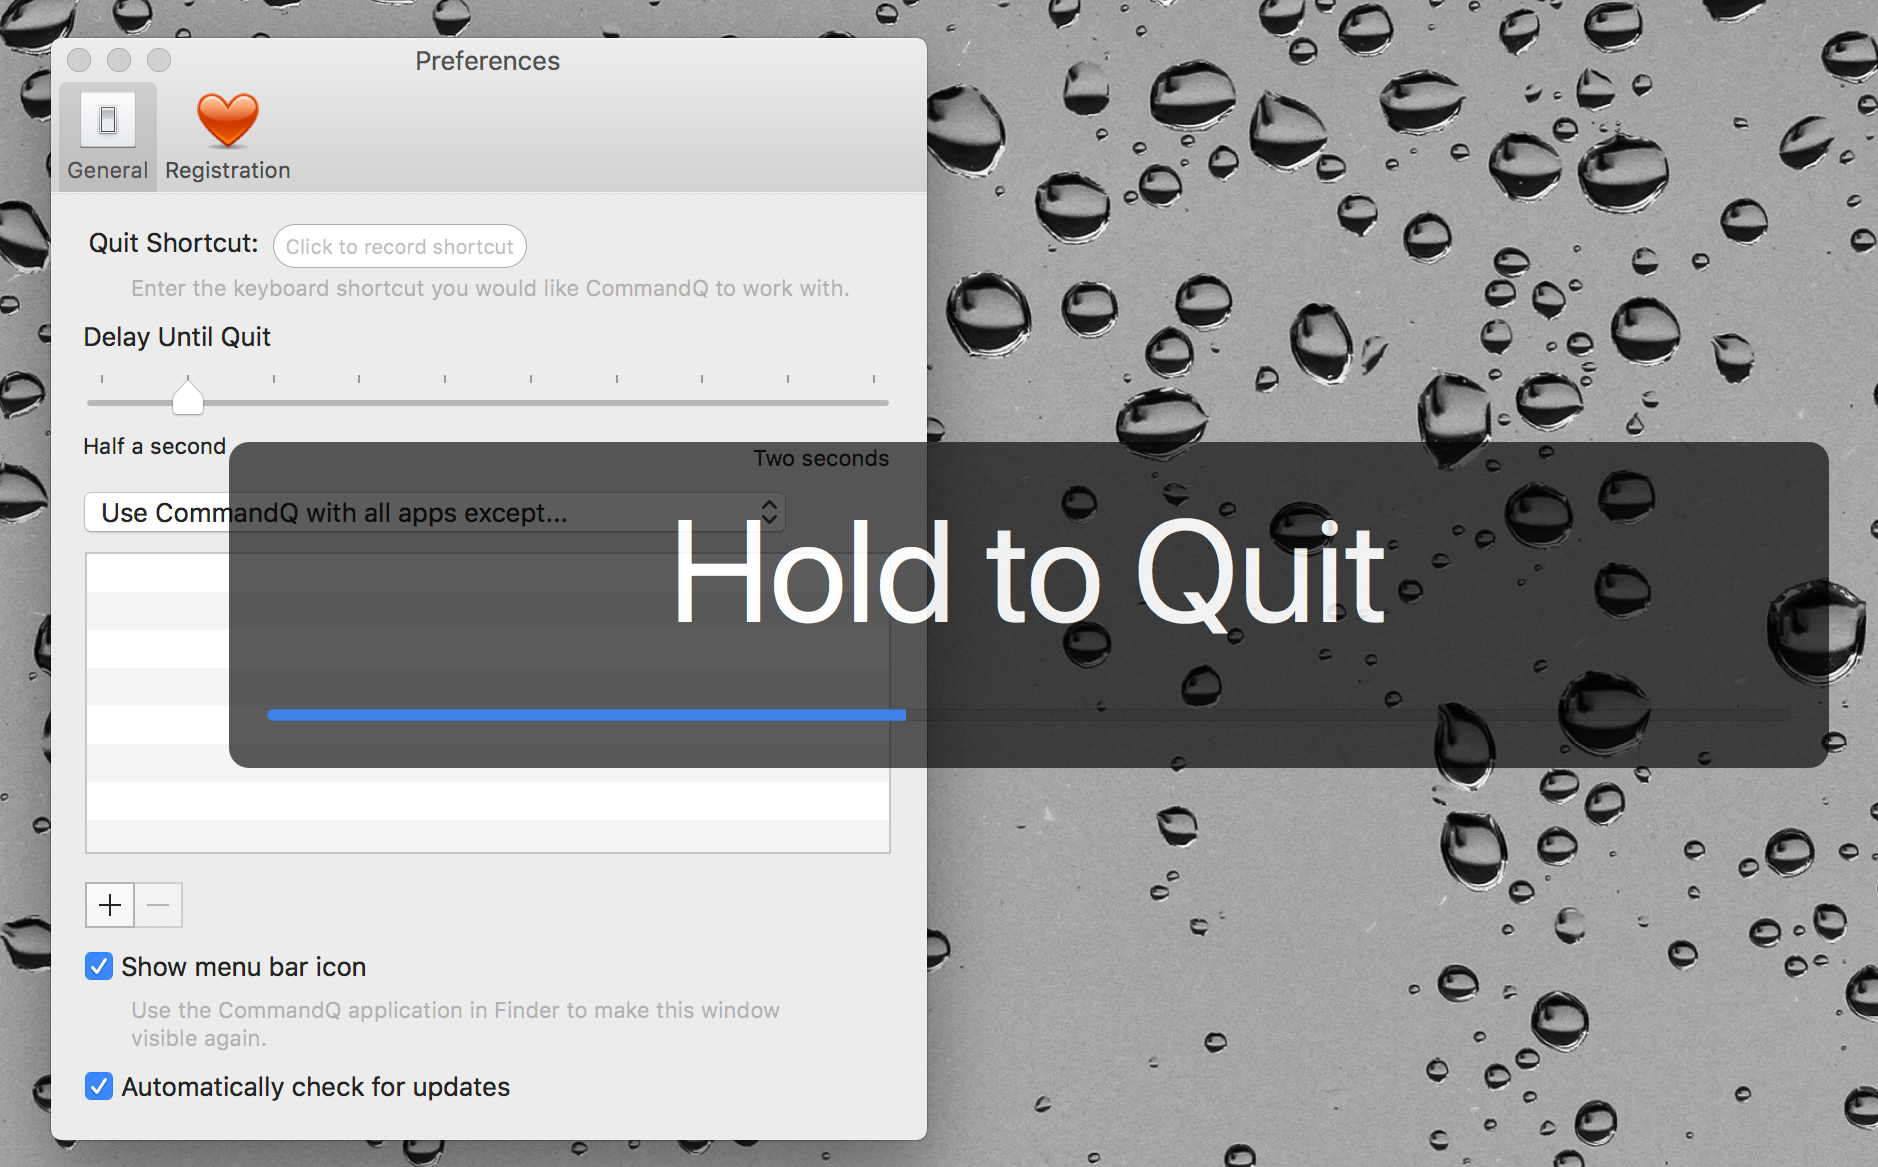 Preferences
General
Registration
Quit Shortcut: Click to record shortcut
Enter the keyboard shortcut you would like CommandQ to work with.
Delay Until Quit
Half a second
Two seconds
Use CommandQ with all apps except...
Hold to Quit
Show menu bar icon
Use the CommandQ application in Finder to make this window
visible again.
Automatically check for updates